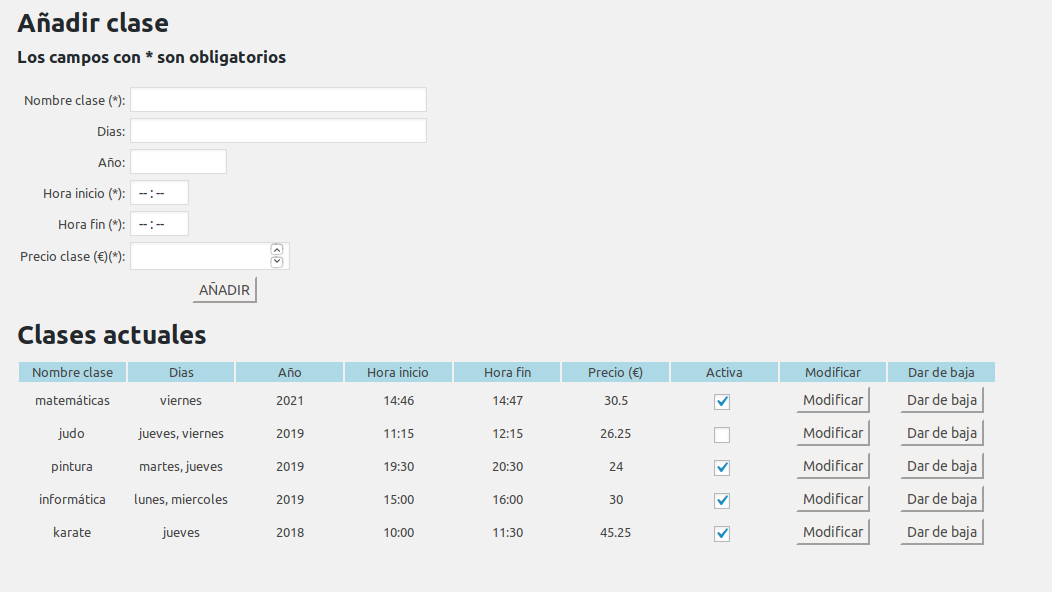 Añadir clase
Los campos con * son obligatorios
Nombre clase (*):
Dias:
Año:
Hora inicio (*): -- : --
Hora fin (*): -- : --
Precio clase (€)(*):
AÑADIR
Clases actuales
Nombre clase Dias Año Hora inicio Hora fin Precio (€) Activa Modificar Dar de baja
matemáticas viernes 2021 14:46 14:47 30.5 Modificar Dar de baja
judo jueves, viernes 2019 11:15 12:15 26.25 Modificar Dar de baja
pintura martes, jueves 2019 19:30 20:30 24 Modificar Dar de baja
informática lunes, miercoles 2019 15:00 16:00 30 Modificar Dar de baja
karate jueves 2018 10:00 11:30 45.25 Modificar Dar de baja